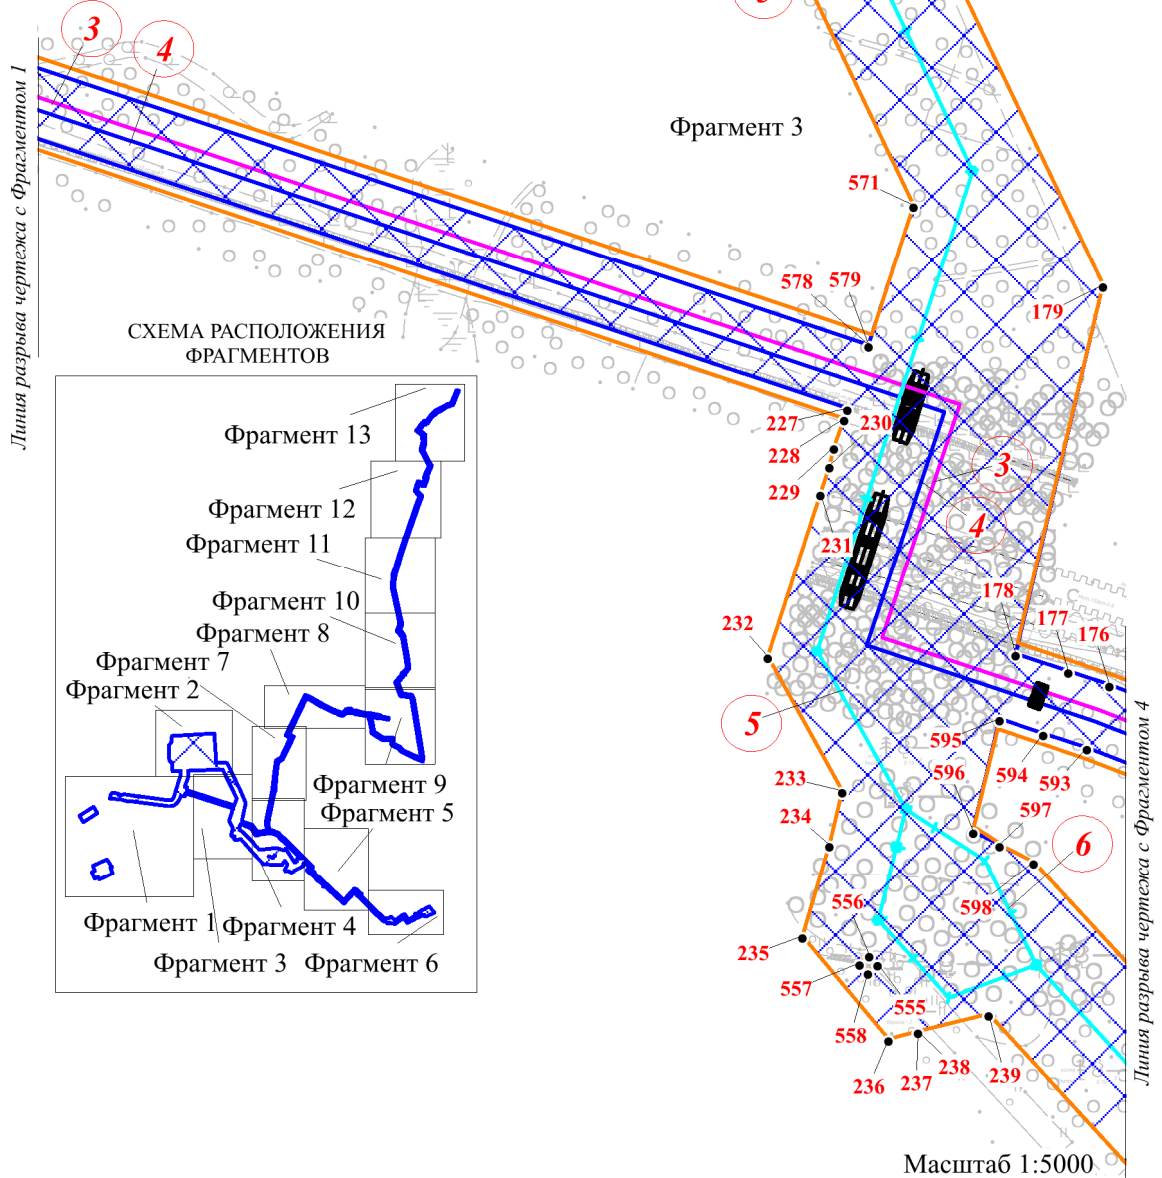 3
4
Фрагмент 3
Линия разрыва чертежа с Фрагментом 1
571
578
579
179
СХЕМА РАСПОЛОЖЕНИЯ
ФРАГМЕНТОВ
Фрагмент 13
Фрагмент 12
Фрагмент 11
Фрагмент 10
Фрагмент 8
Фрагмент 7
Фрагмент 2
Фрагмент 9
Фрагмент 5
Фрагмент 1
Фрагмент 4
Фрагмент 3
Фрагмент 6
227
230
228
229
3
4
231
178
177
176
232
5
595
594
593
596
597
6
233
234
556
598
235
557
555
558
236
237
238
239
Линия разрыва чертежа с Фрагментом 4
Масштаб 1:5000